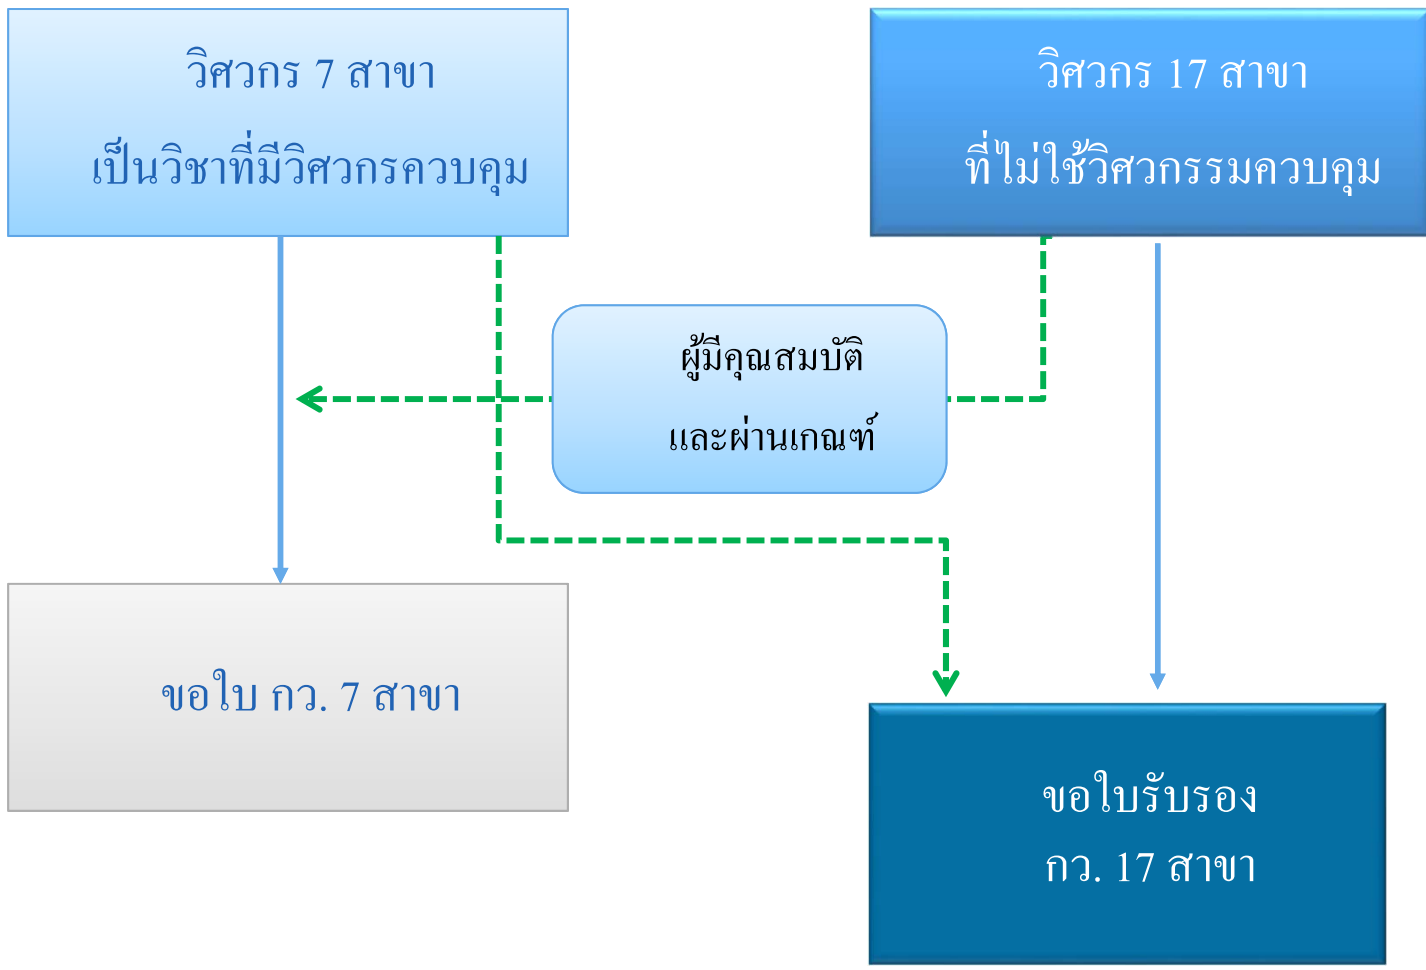 วิศวกร 7 สาขา
เป็นวิชาที่มีวิศวกรควบคุม
วิศวกร 17 สาขา
ที่ไม่ใช้วิศวกรรมควบคุม
ผู้มีคุณสมบัติ
และผ่านเกณฑ์
ขอใบ กว. 7 สาขา
ขอใบรับรอง
กว. 17 สาขา